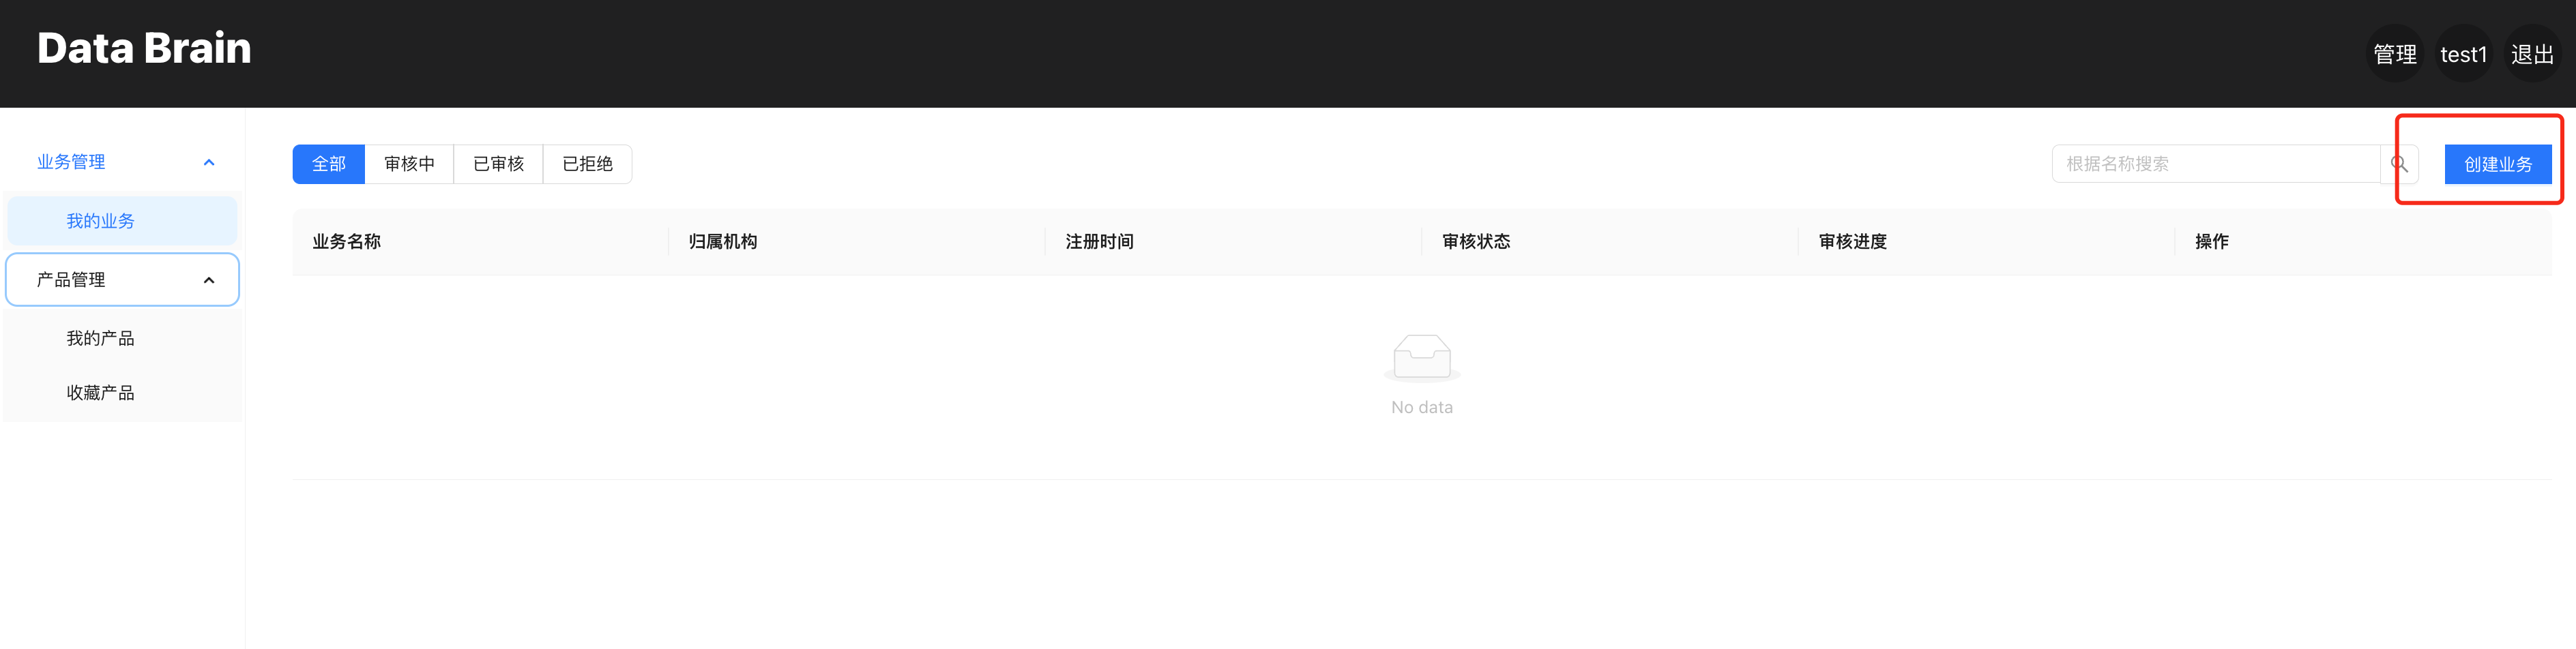 Data Brain
管理 test1 退出
业务管理
我的业务
产品管理
我的产品
收藏产品
全部 审核中 已审核 已拒绝
根据名称搜索
创建业务
业务名称 归属机构 注册时间 审核状态 审核进度 操作
No data